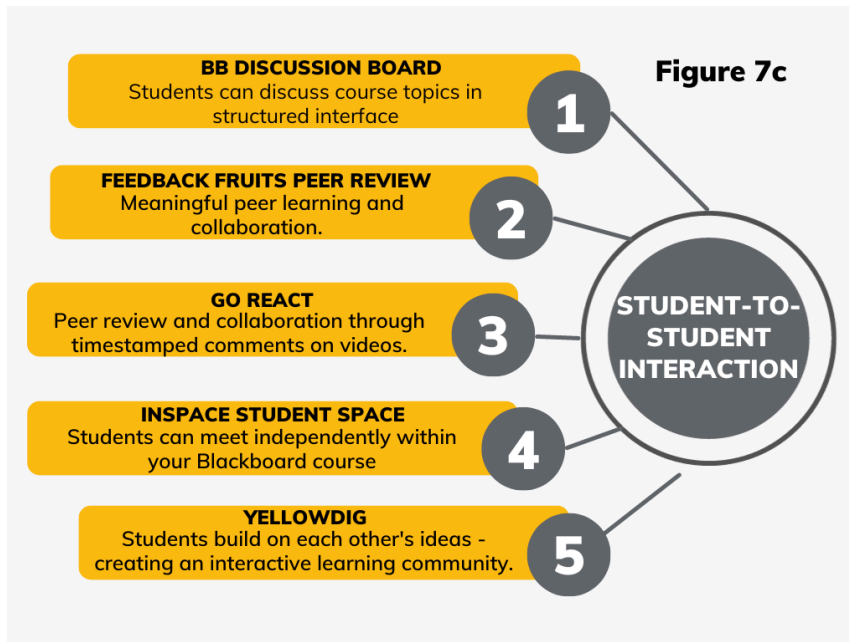 Figure 7c
BB DISCUSSION BOARD
Students can discuss course topics in
structured interface
1
FEEDBACK FRUITS PEER REVIEW
Meaningful peer learning and
collaboration.
2
GO REACT
Peer review and collaboration through
timestamped comments on videos.
3
INSPACE STUDENT SPACE
Students can meet independently within
your Blackboard course
4
YELLOWDIG
Students build on each other's ideas -
creating an interactive learning community.
5
STUDENT-TO-
STUDENT
INTERACTION